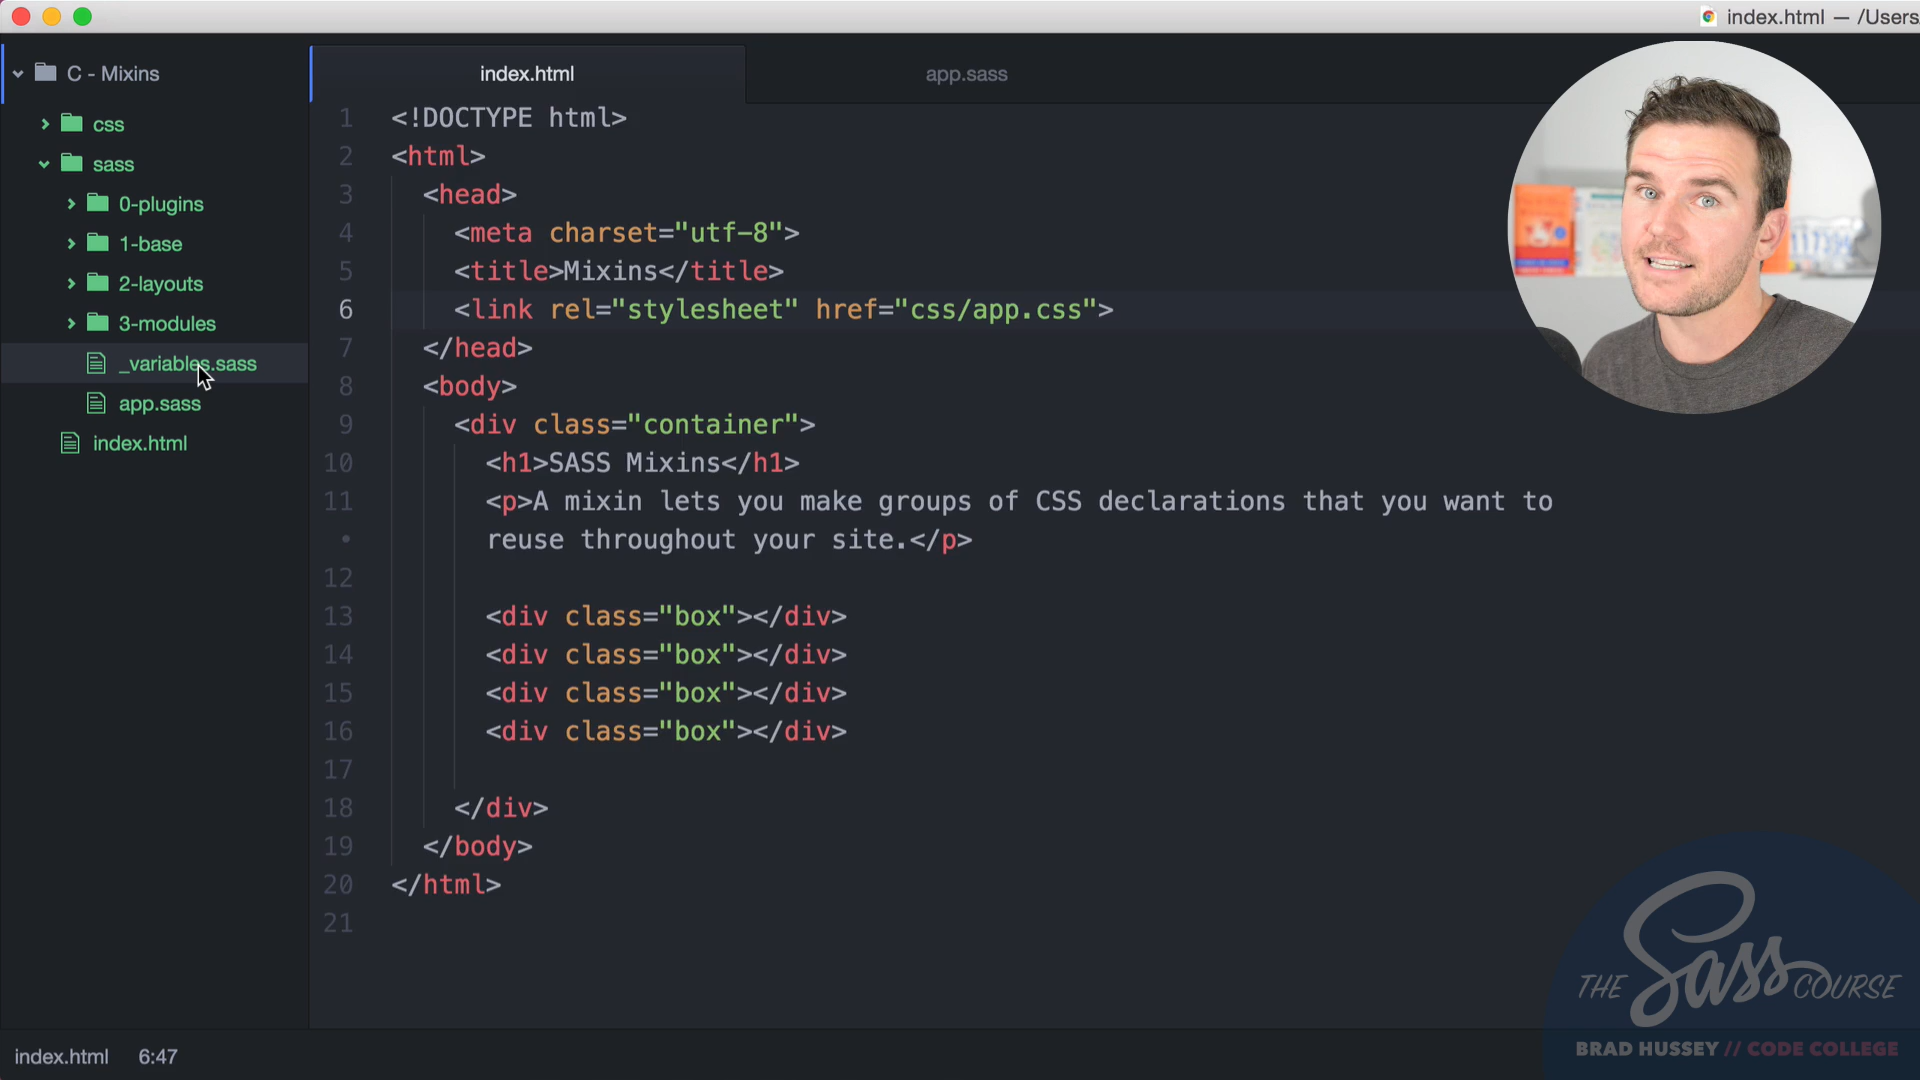 index.html — /Users
C - Mixins
css
sass
0-plugins
1-base
2-layouts
3-modules
_variables.sass
app.sass
index.html
index.html
app.sass
1 <!DOCTYPE html>
2 <html>
3 <head>
4 <meta charset="utf-8">
5 <title>Mixins</title>
6 <link rel="stylesheet" href="css/app.css">
7 </head>
8 <body>
9 <div class="container">
10 <h1>SASS Mixins</h1>
11 <p>A mixin lets you make groups of CSS declarations that you want to
• reuse throughout your site.</p>
12
13 <div class="box"></div>
14 <div class="box"></div>
15 <div class="box"></div>
16 <div class="box"></div>
17
18 </div>
19 </body>
20 </html>
21
THE Sass COURSE
BRAD HUSSEY // CODE COLLEGE
index.html 6:47